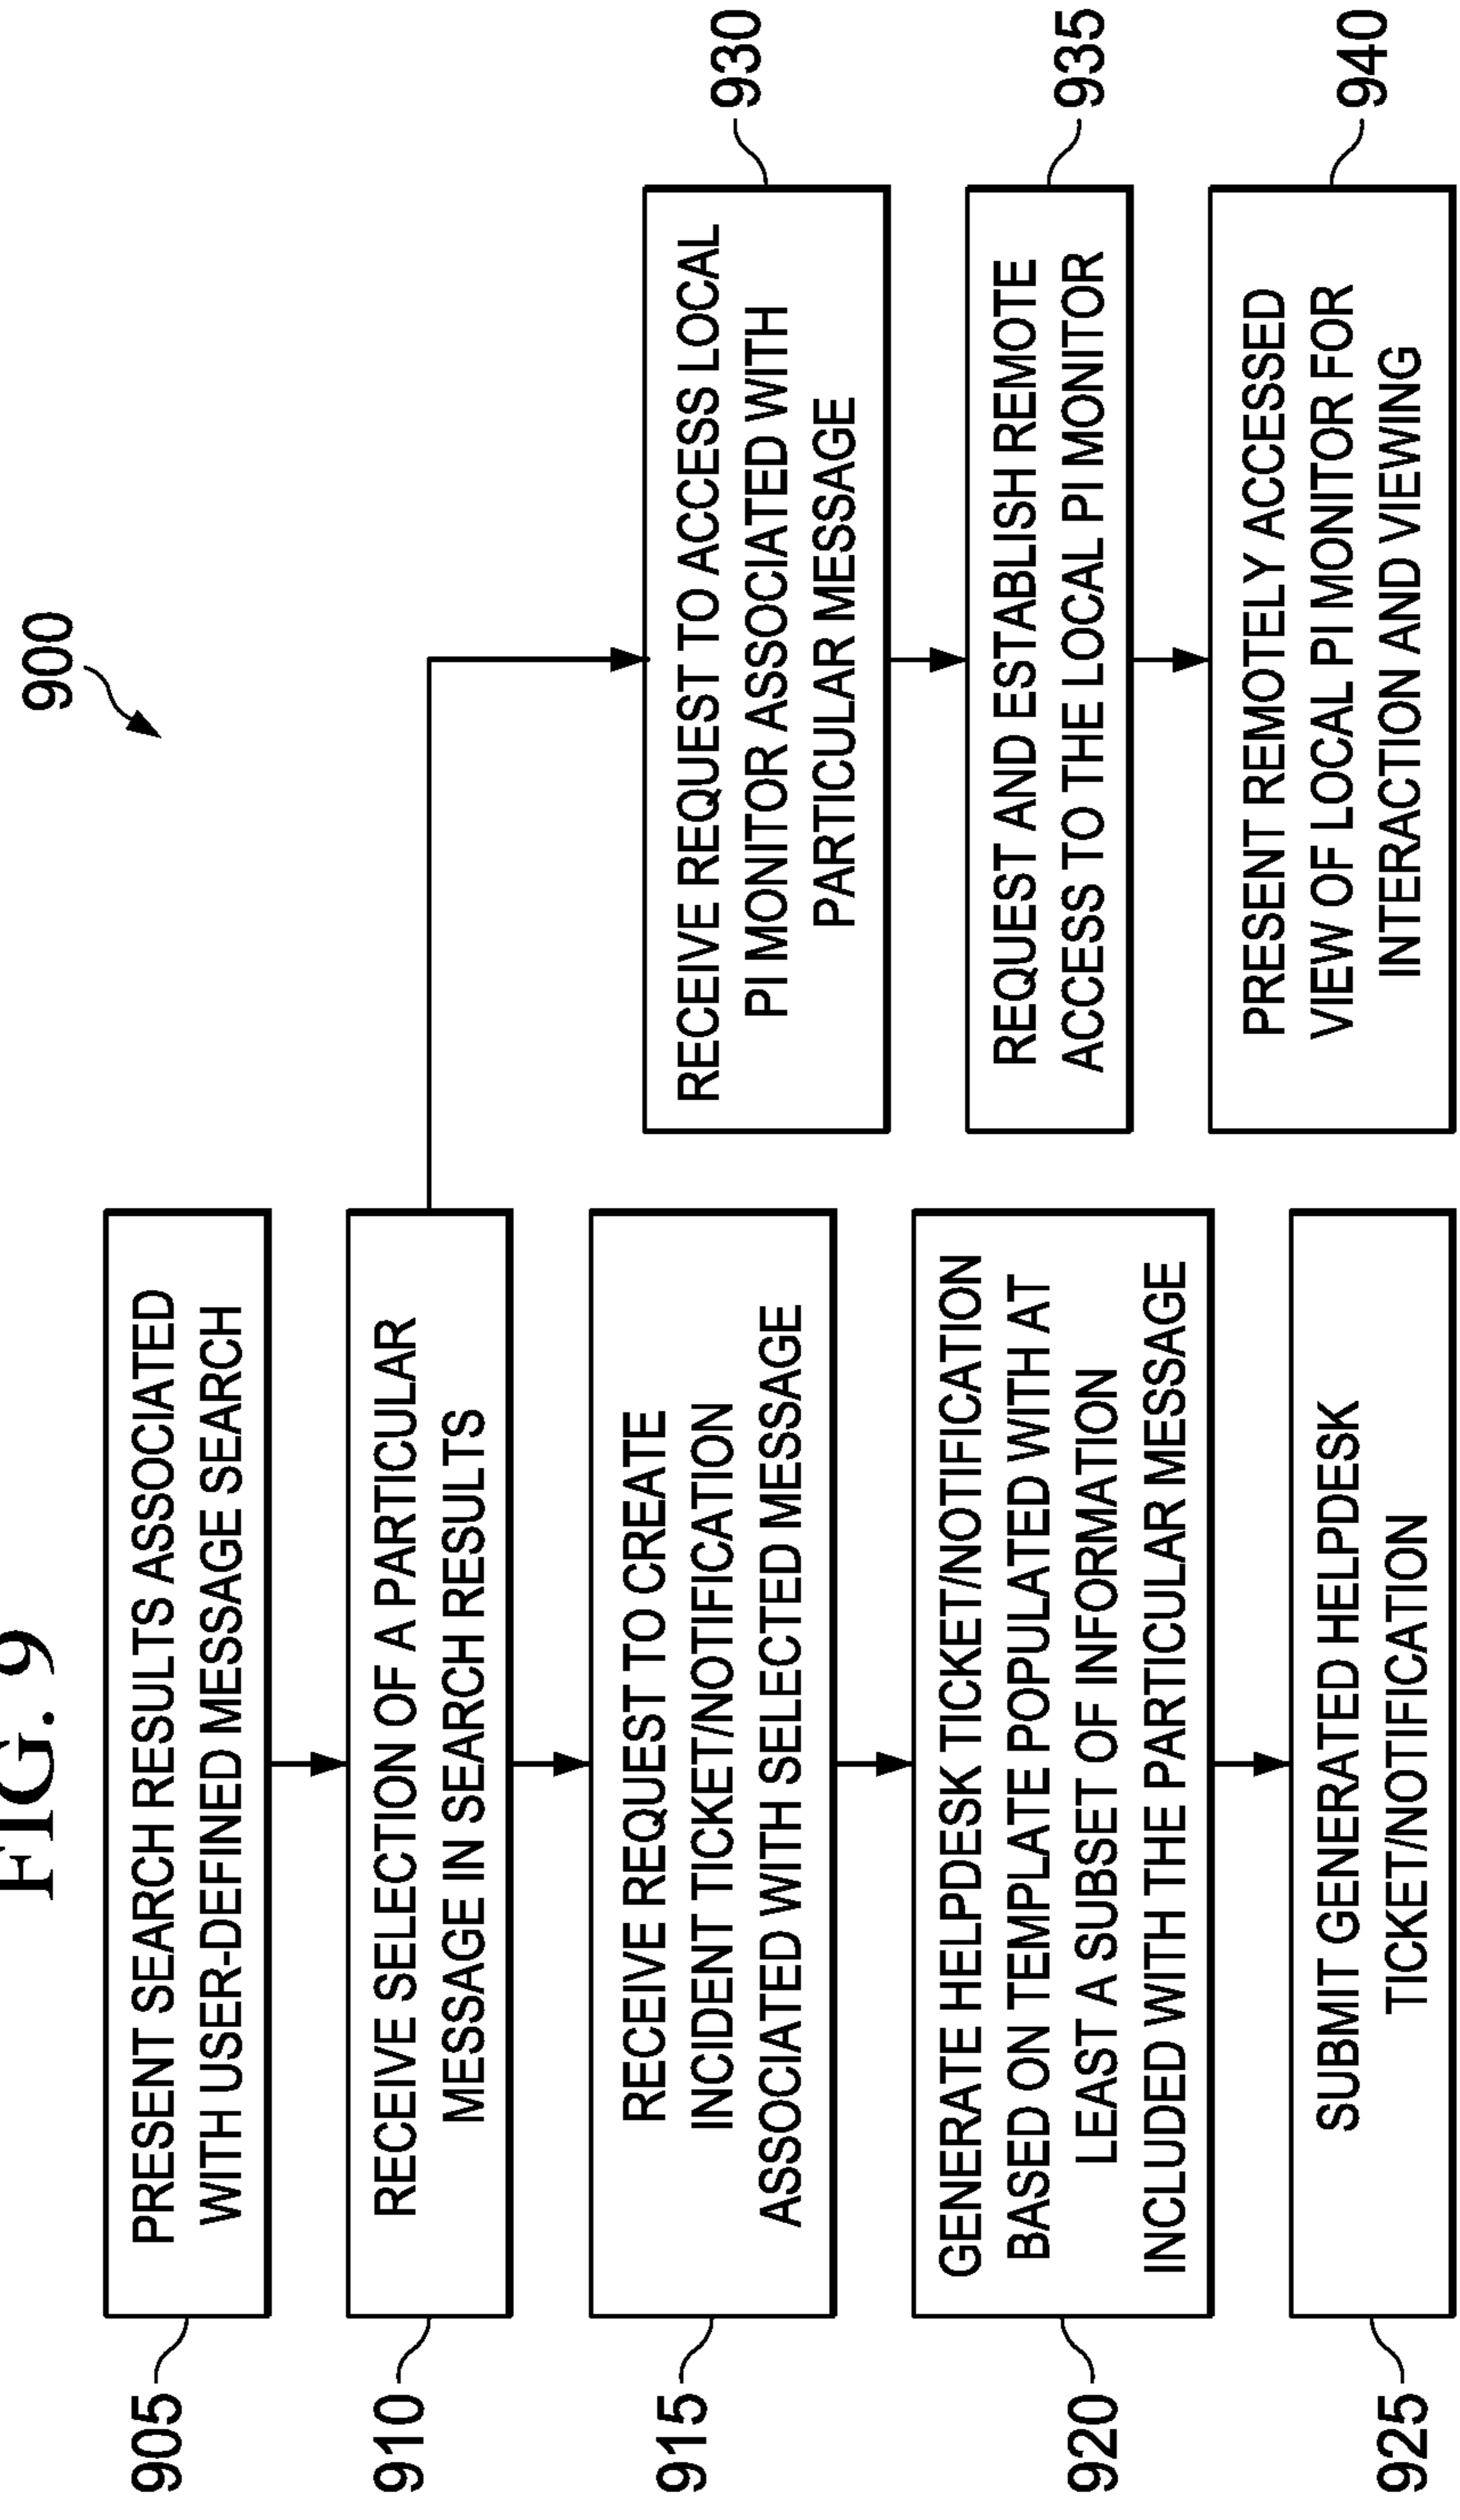 FIG. 9
900
905
PRESENT SEARCH RESULTS ASSOCIATED
WITH USER-DEFINED MESSAGE SEARCH
910
RECEIVE SELECTION OF A PARTICULAR
MESSAGE IN SEARCH RESULTS
915
RECEIVE REQUEST TO CREATE
INCIDENT TICKET/NOTIFICATION
ASSOCIATED WITH SELECTED MESSAGE
920
GENERATE HELPDESK TICKET/NOTIFICATION
BASED ON TEMPLATE POPULATED WITH AT
LEAST A SUBSET OF INFORMATION
INCLUDED WITH THE PARTICULAR MESSAGE
925
SUBMIT GENERATED HELPDESK
TICKET/NOTIFICATION
RECEIVE REQUEST TO ACCESS LOCAL
PI MONITOR ASSOCIATED WITH
PARTICULAR MESSAGE
930
REQUEST AND ESTABLISH REMOTE
ACCESS TO THE LOCAL PI MONITOR
935
PRESENT REMOTELY ACCESSED
VIEW OF LOCAL PI MONITOR FOR
INTERACTION AND VIEWING
940